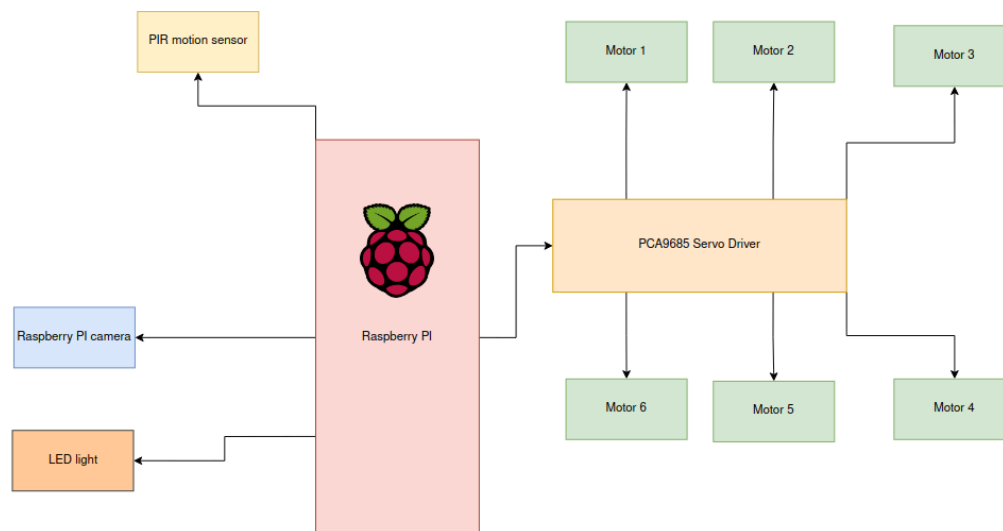 PIR motion sensor
Motor 1
Motor 2
Motor 3
PCA9685 Servo Driver
Raspberry PI camera
Raspberry PI
Motor 6
Motor 5
Motor 4
LED light